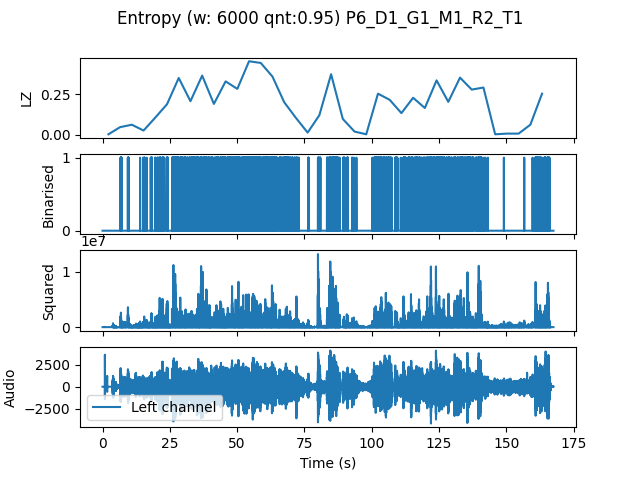 Entropy (w: 6000 qnt:0.95) P6_D1_G1_M1_R2_T1
LZ
0.25
0.00
Binarised
1
0
1e7
Squared
1
0
Audio
2500
0
−2500
Left channel
0 25 50 75 100 125 150 175
Time (s)